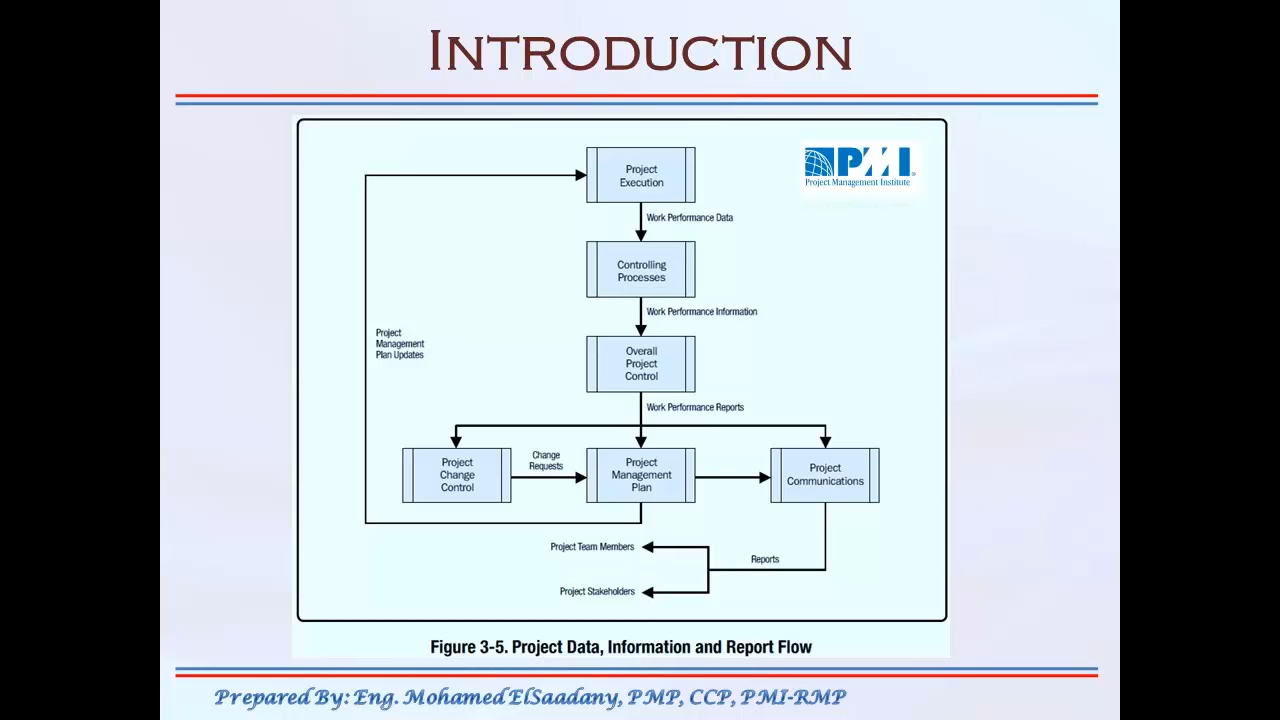 INTRODUCTION
PMI®
Project Management Institute
Project
Execution
Work Performance Data
Controlling
Processes
Work Performance Information
Project
Management
Plan Updates
Overall
Project
Control
Work Performance Reports
Project
Change
Control
Change
Requests
Project
Management
Plan
Project
Communications
Project Team Members
Reports
Project Stakeholders
Figure 3-5. Project Data, Information and Report Flow
Prepared By: Eng. Mohamed ElSaadany, PMP, CCP, PMI-RMP